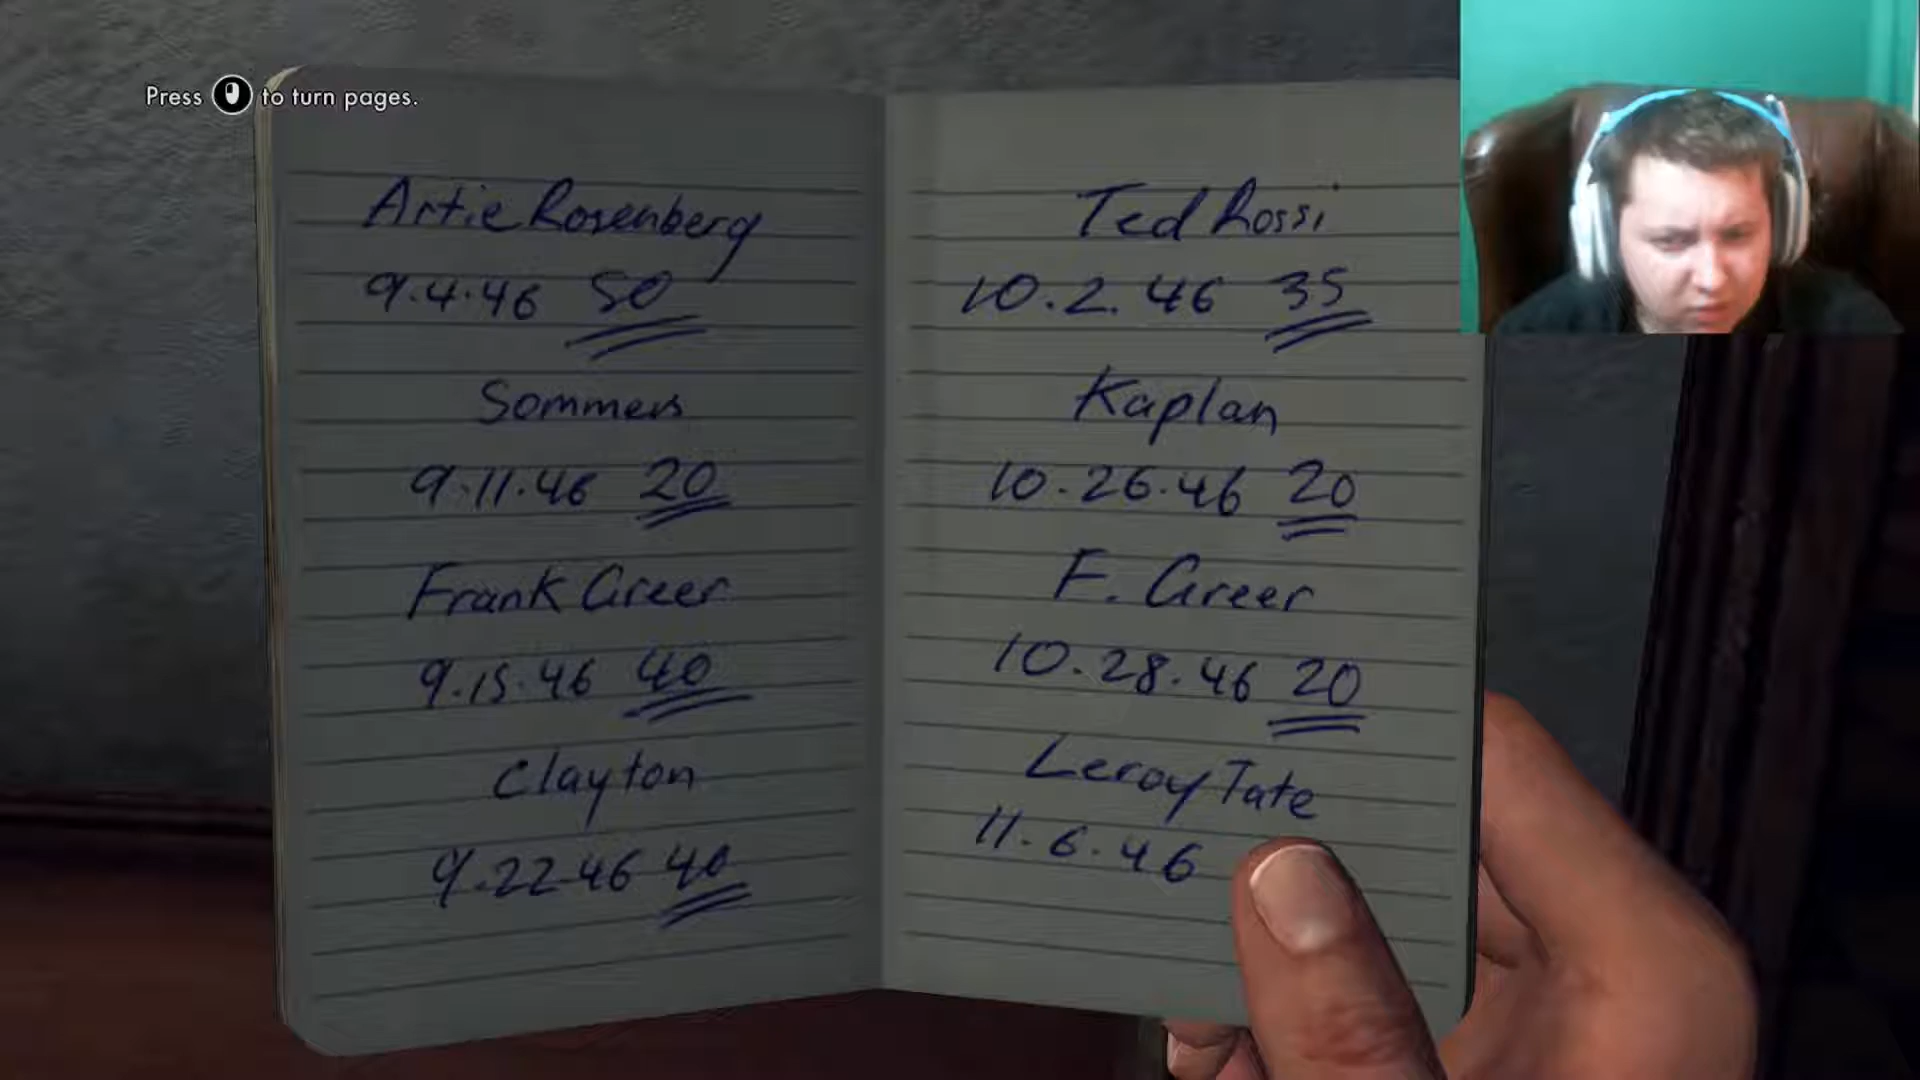 Press to turn pages.
Artie Rosenberg
9.4.46 50
Sommers
9.11.46 20
Frank Greer
9.15.46 40
Clayton
9.22.46 40
Ted Rossi
10.2.46 35
Kaplan
10.26.46 20
F. Greer
10.28.46 20
Leroy Tate
11.6.46